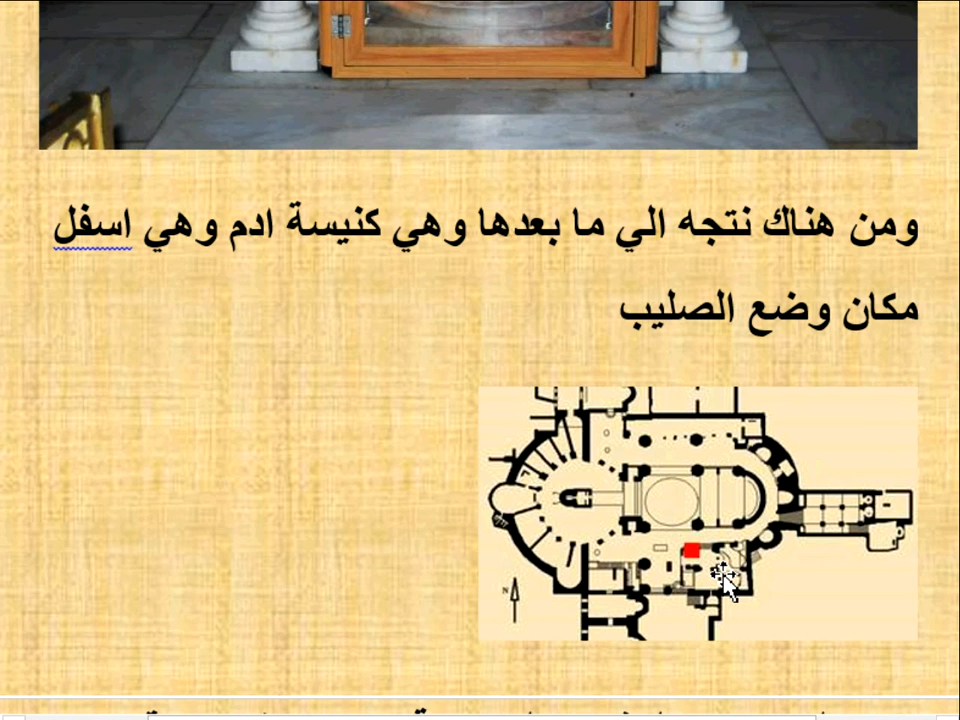 ومن هناك نتجه الي ما بعدها وهي كنيسة ادم وهي اسفل
مكان وضع الصليب
N